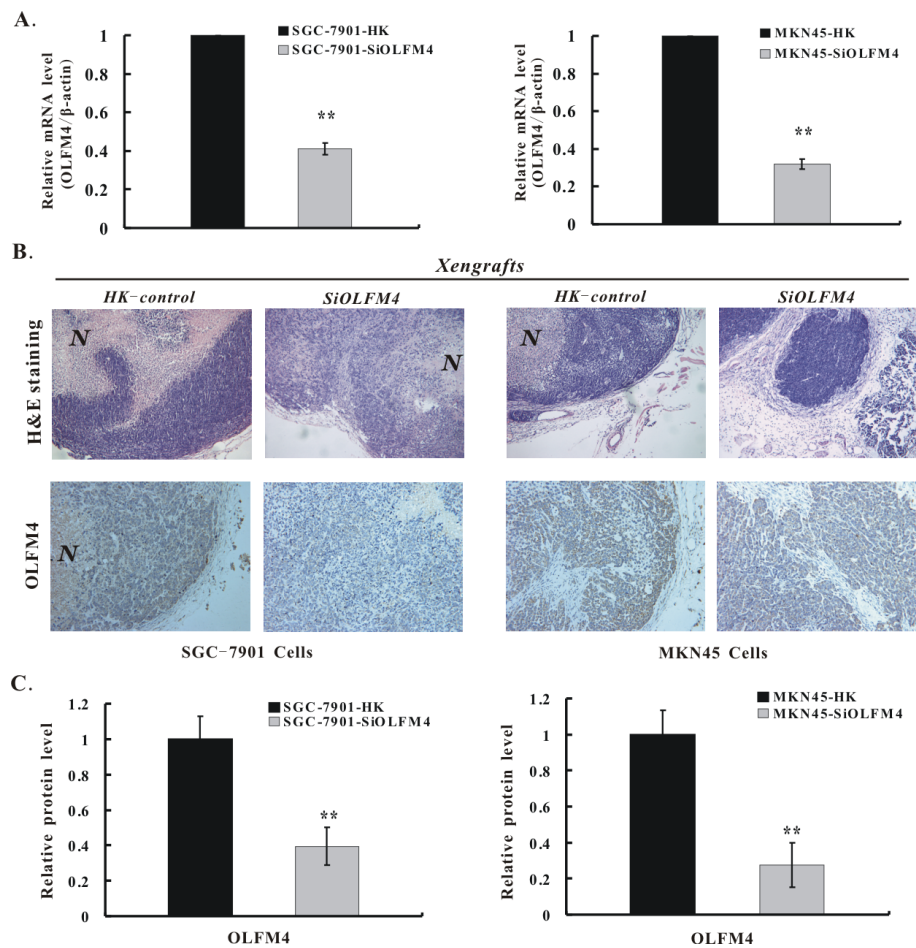 A.
Relative mRNA level
(OLFM4/β-actin)
1
0.8
0.6
0.4
0.2
0
SGC-7901-HK
SGC-7901-SiOLFM4
**
Relative mRNA level
(OLFM4/β-actin)
1
0.8
0.6
0.4
0.2
0
MKN45-HK
MKN45-SiOLFM4
**
B.
Xengrafts
HK-control
SiOLFM4
HK-control
SiOLFM4
H&E staining
N
N
N
OLFM4
N
SGC-7901 Cells
MKN45 Cells
C.
Relative protein level
1.2
1
0.8
0.6
0.4
0.2
0
SGC-7901-HK
SGC-7901-SiOLFM4
**
OLFM4
Relative protein level
1.2
1
0.8
0.6
0.4
0.2
0
MKN45-HK
MKN45-SiOLFM4
**
OLFM4